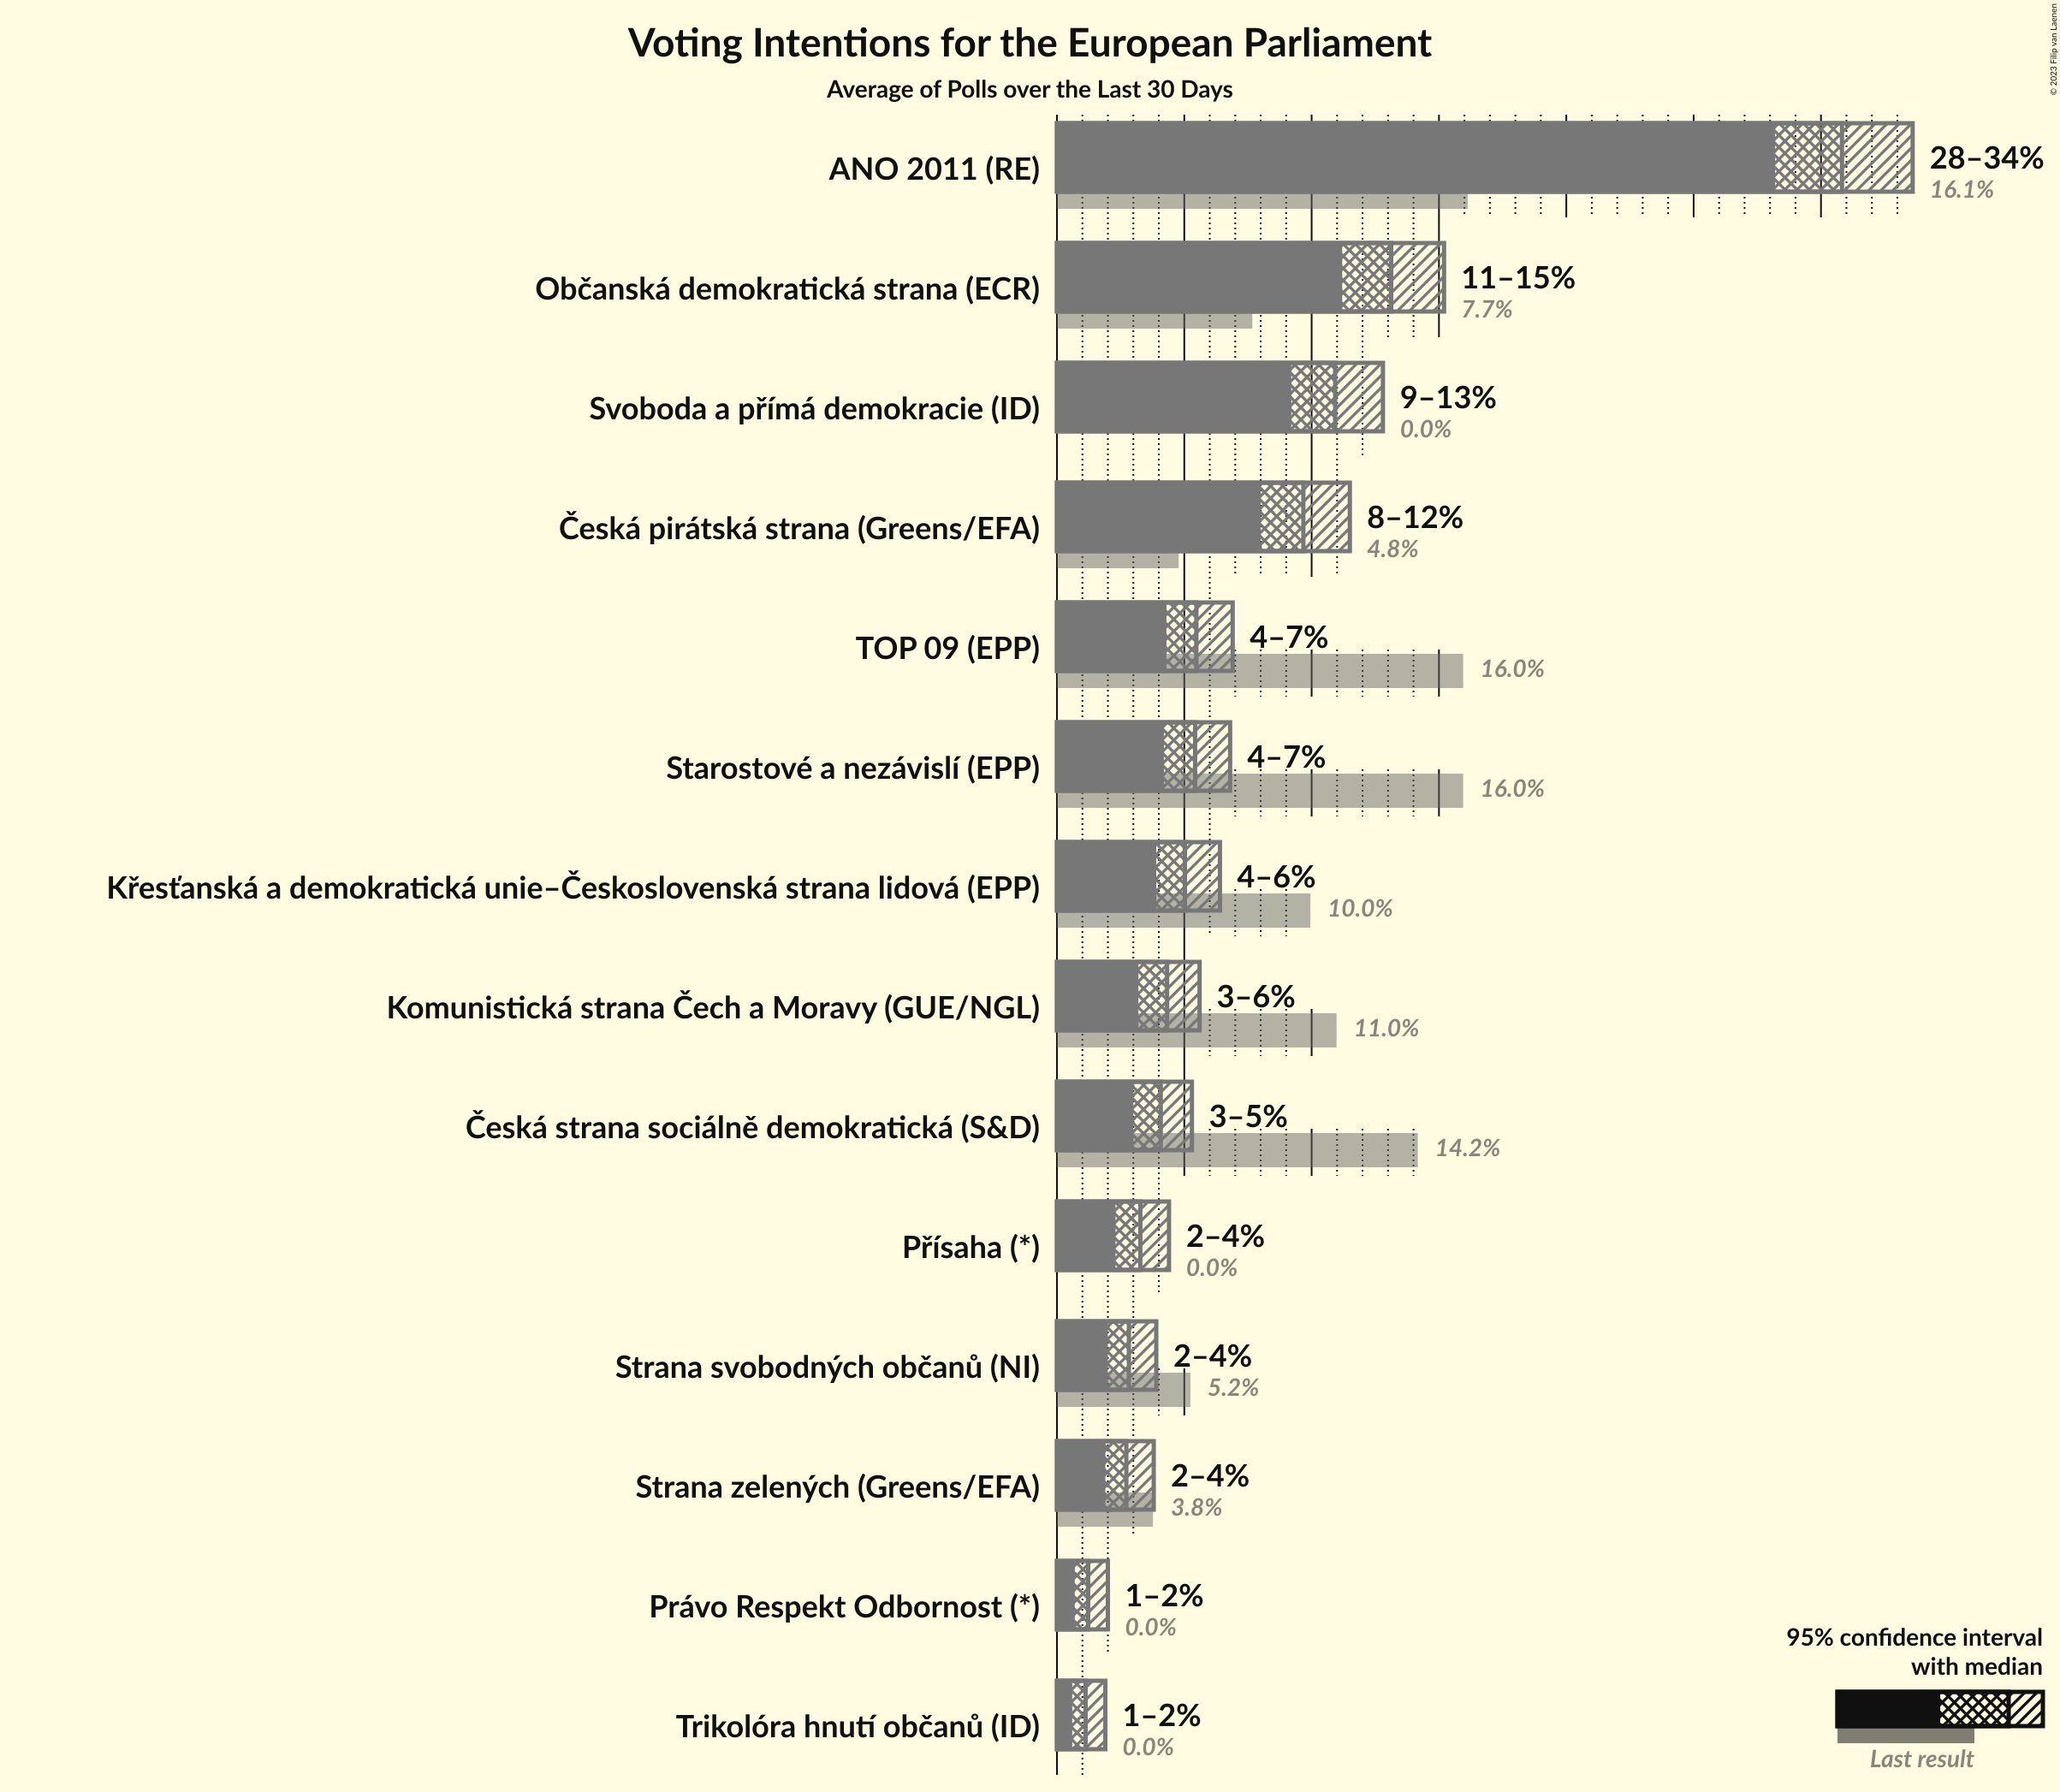 Voting Intentions for the European Parliament
Average of Polls over the Last 30 Days
© 2023 Filip van Laenen
ANO 2011 (RE)
28–34%
16.1%
Občanská demokratická strana (ECR)
11–15%
7.7%
Svoboda a přímá demokracie (ID)
9–13%
0.0%
Česká pirátská strana (Greens/EFA)
8–12%
4.8%
TOP 09 (EPP)
4–7%
16.0%
Starostové a nezávislí (EPP)
4–7%
16.0%
Křesťanská a demokratická unie–Československá strana lidová (EPP)
4–6%
10.0%
Komunistická strana Čech a Moravy (GUE/NGL)
3–6%
11.0%
Česká strana sociálně demokratická (S&D)
3–5%
14.2%
Přísaha (*)
2–4%
0.0%
Strana svobodných občanů (NI)
2–4%
5.2%
Strana zelených (Greens/EFA)
2–4%
3.8%
Právo Respekt Odbornost (*)
1–2%
0.0%
Trikolóra hnutí občanů (ID)
1–2%
0.0%
95% confidence interval
with median
Last result